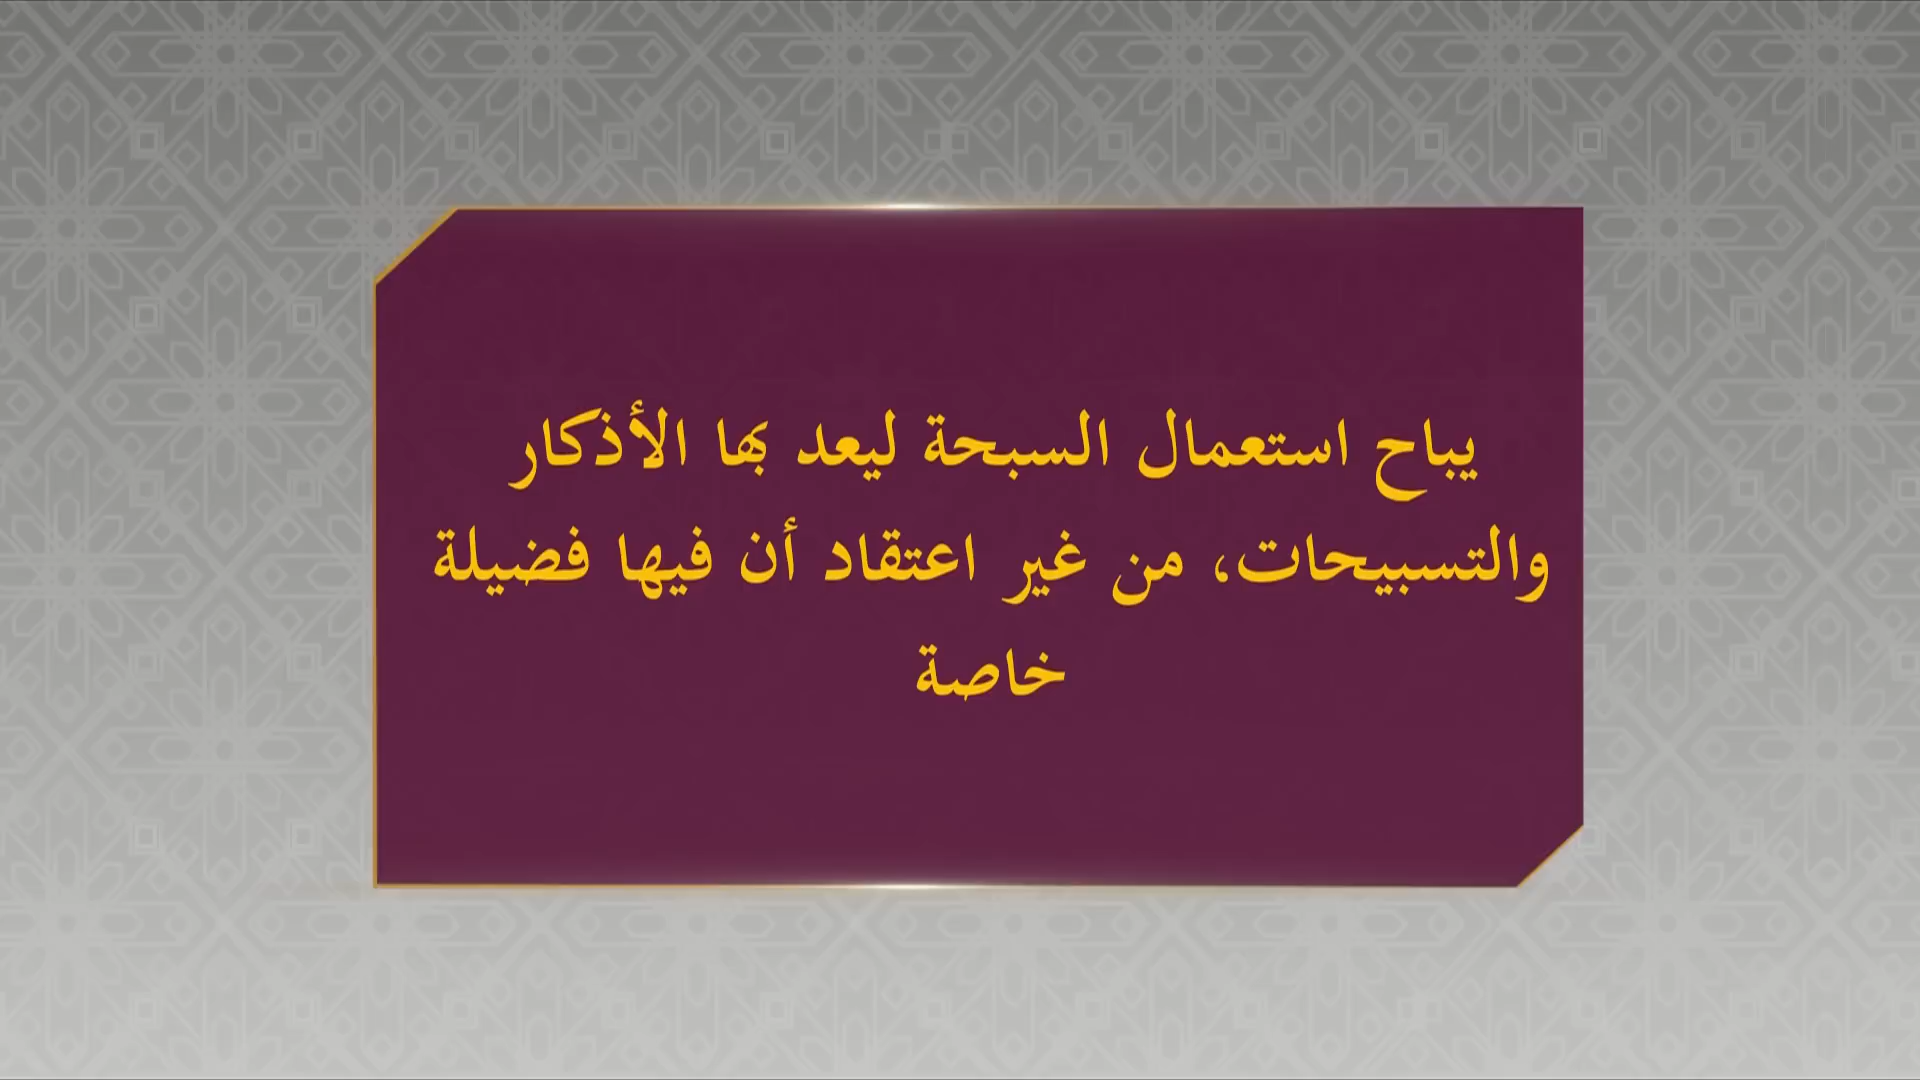 يباح استعمال السبحة ليعد بها الأذكار
والتسبيحات، من غير اعتقاد أن فيها فضيلة
خاصة